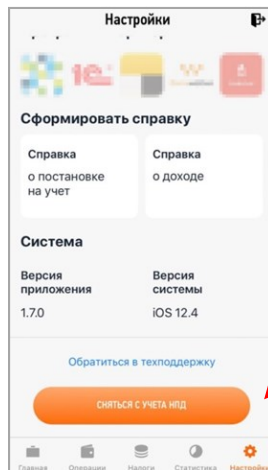 Настройки
Сформировать справку
Справка
о постановке
на учет
Справка
о доходе
Система
Версия
приложения
1.7.0
Версия
системы
iOS 12.4
Обратиться в техподдержку
СНЯТЬСЯ С УЧЕТА НПД
Главная Операции Налоги Статистика Настройки